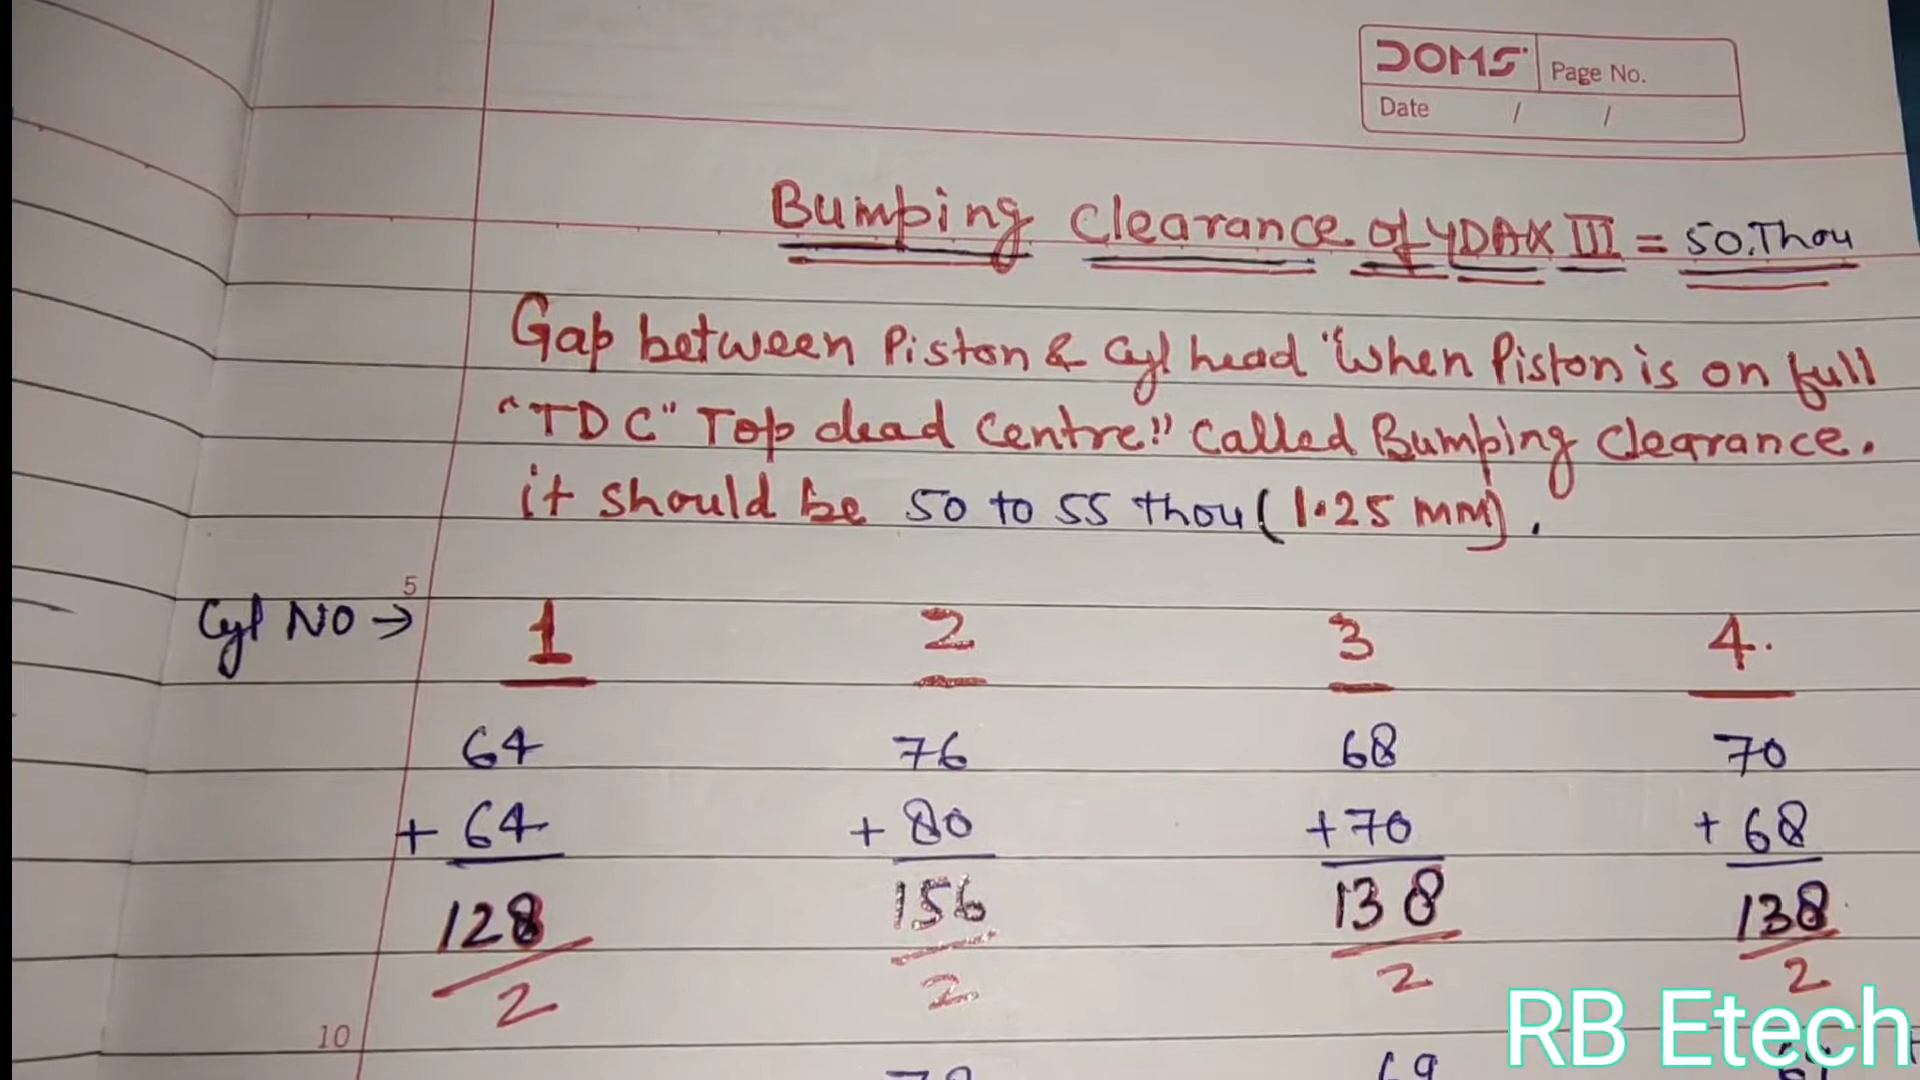 DOMS Page No.
Date / /
Bumping Clearance of YDAX III = 50.Thou
Gap between Piston & Cyl head "When Piston is on full
"TDC" Top dead Centre!" Called Bumping Clearance.
it should be 50 to 55 thou (1.25 mm).
5
Cyl NO → 1 2 3 4.
64 76 68 70
+ 64 + 80 +70 + 68
128 156 138 138
2 2 2 2
10
69
RB Etech